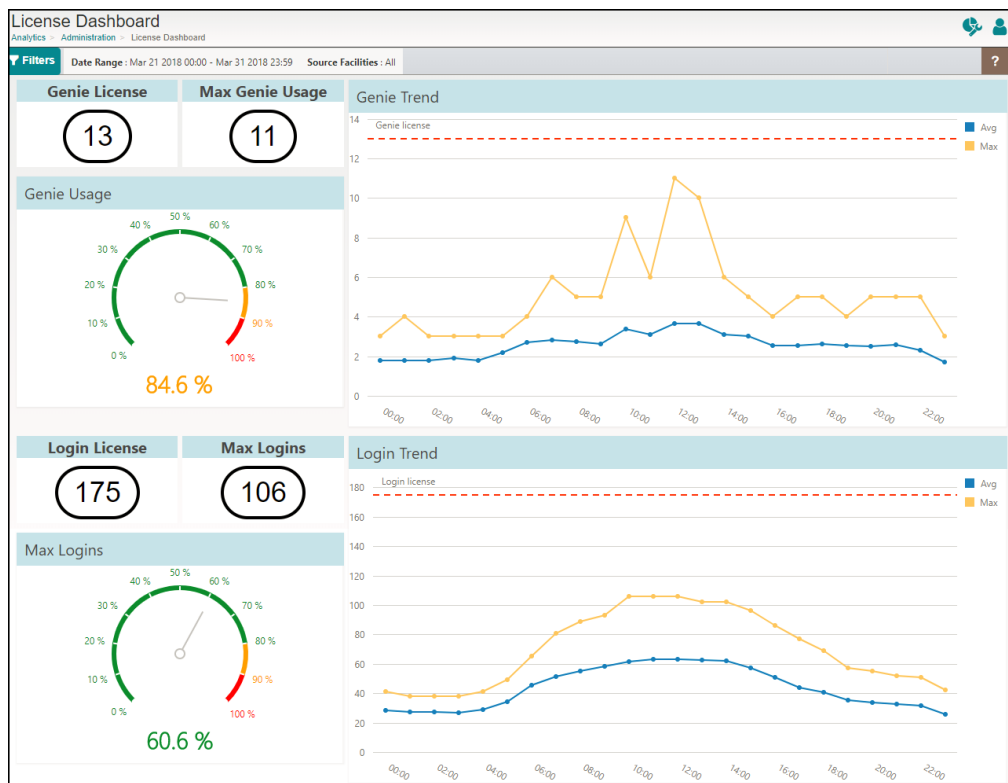 License Dashboard
Analytics > Administration > License Dashboard
Filters
Date Range : Mar 21 2018 00:00 - Mar 31 2018 23:59 Source Facilities : All
?
Genie License
13
Max Genie Usage
11
Genie Usage
0 %
10 %
20 %
30 %
40 %
50 %
60 %
70 %
80 %
90 %
100 %
84.6 %
Genie Trend
14
12
10
8
6
4
2
0
Genie license
Avg
Max
00:00 02:00 04:00 06:00 08:00 10:00 12:00 14:00 16:00 18:00 20:00 22:00
Login License
175
Max Logins
106
Max Logins
0 %
10 %
20 %
30 %
40 %
50 %
60 %
70 %
80 %
90 %
100 %
60.6 %
Login Trend
180
160
140
120
100
80
60
40
20
0
Login license
Avg
Max
00:00 02:00 04:00 06:00 08:00 10:00 12:00 14:00 16:00 18:00 20:00 22:00